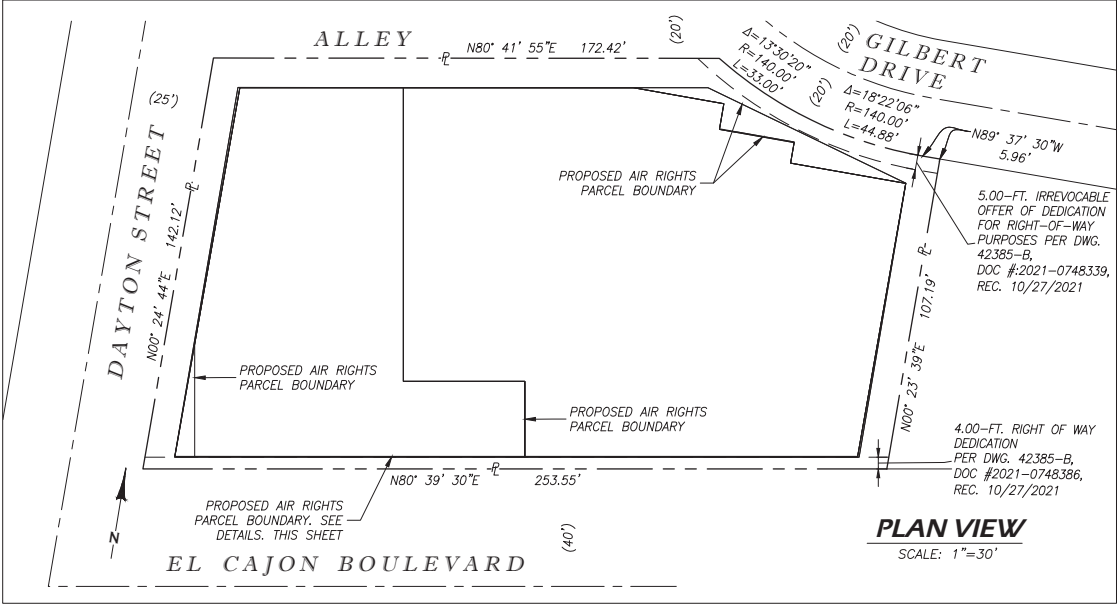 ALLEY
N80° 41' 55"E 172.42'
PL
(20')
Δ=13°30'20"
R=140.00'
L=33.00'
(20')
GILBERT
DRIVE
(20')
Δ=18°22'06"
R=140.00'
L=44.88'
N89° 37' 30"W
5.96'
(25')
DAYTON STREET
N00° 24' 44"E 142.12'
PL
PROPOSED AIR RIGHTS
PARCEL BOUNDARY
5.00-FT. IRREVOCABLE
OFFER OF DEDICATION
FOR RIGHT-OF-WAY
PURPOSES PER DWG.
42385-B,
DOC #:2021-0748339,
REC. 10/27/2021
PL
N00° 23' 39"E 107.19'
PROPOSED AIR RIGHTS
PARCEL BOUNDARY
PROPOSED AIR RIGHTS
PARCEL BOUNDARY
4.00-FT. RIGHT OF WAY
DEDICATION
PER DWG. 42385-B,
DOC #2021-0748386,
REC. 10/27/2021
PL
N80° 39' 30"E 253.55'
PROPOSED AIR RIGHTS
PARCEL BOUNDARY. SEE
DETAILS. THIS SHEET
N
(40')
EL CAJON BOULEVARD
PLAN VIEW
SCALE: 1"=30'